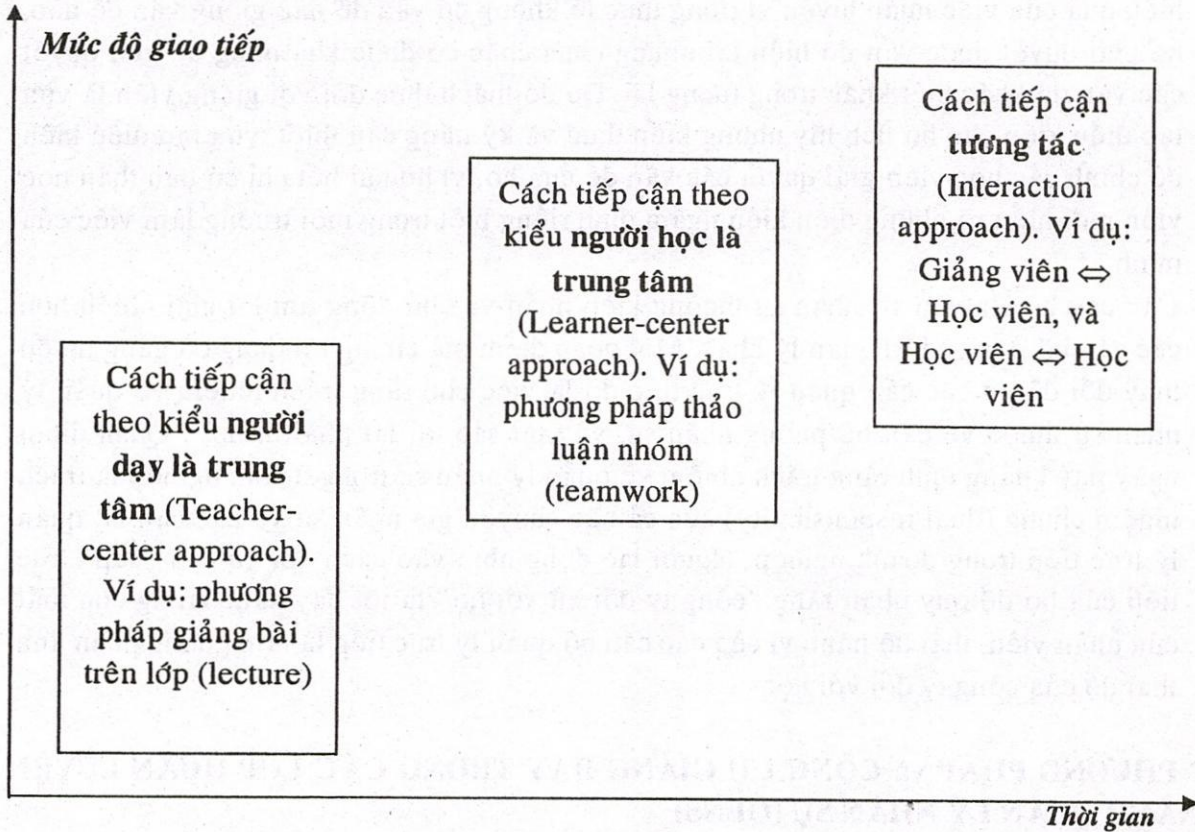 Mức độ giao tiếp
Cách tiếp cận
tương tác
(Interaction
approach). Ví dụ:
Giảng viên ⇔
Học viên, và
Học viên ⇔ Học
viên
Cách tiếp cận theo
kiểu người học là
trung tâm
(Learner-center
approach). Ví dụ:
phương pháp thảo
luận nhóm
(teamwork)
Cách tiếp cận
theo kiểu người
dạy là trung
tâm (Teacher-
center approach).
Ví dụ: phương
pháp giảng bài
trên lớp (lecture)
Thời gian